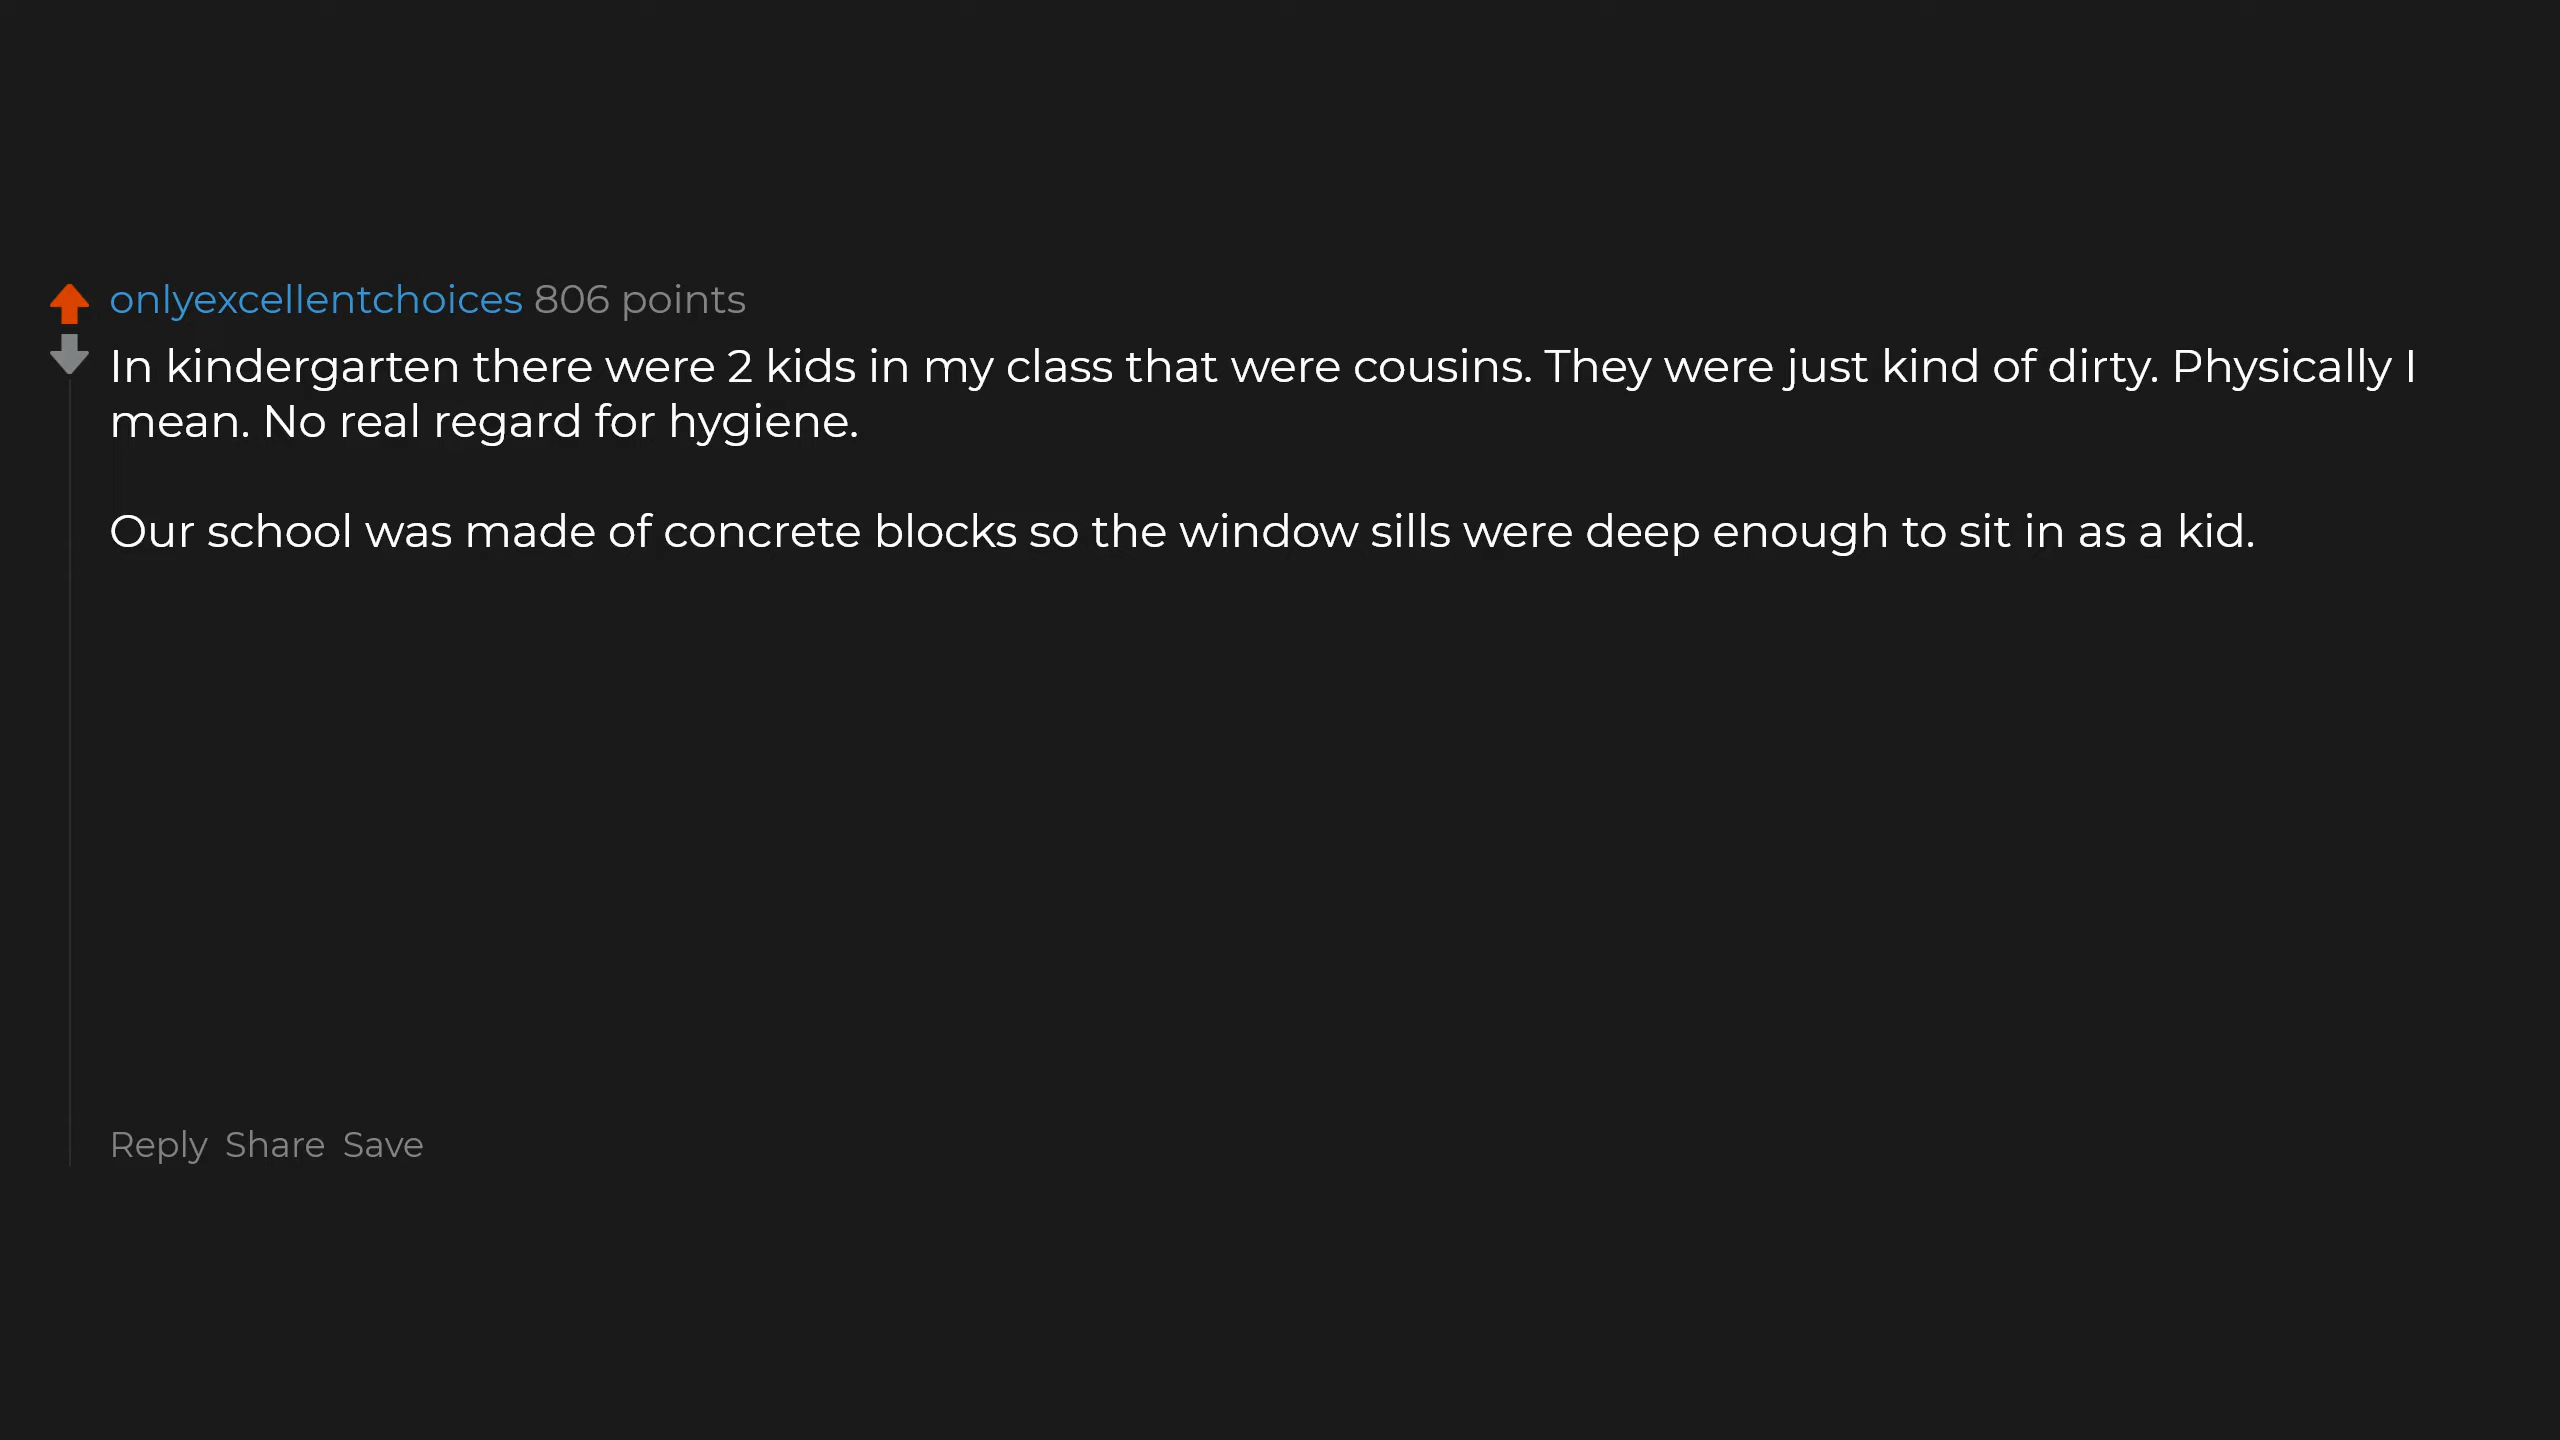 onlyexcellentchoices 806 points
In kindergarten there were 2 kids in my class that were cousins. They were just kind of dirty. Physically I
mean. No real regard for hygiene.
Our school was made of concrete blocks so the window sills were deep enough to sit in as a kid.
Reply Share Save